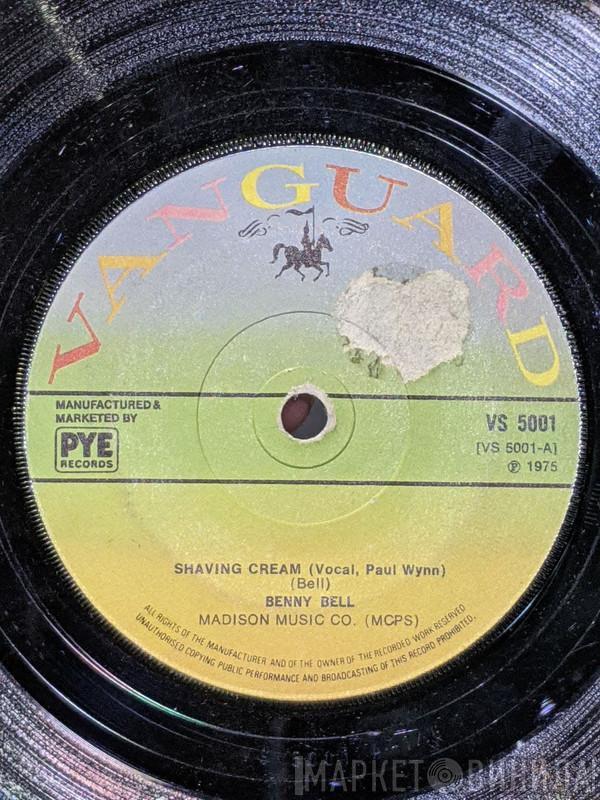 VANGUARD
MANUFACTURED &
MARKETED BY
PYE
RECORDS
VS 5001
[VS 5001-A]
℗ 1975
SHAVING CREAM (Vocal, Paul Wynn)
(Bell)
BENNY BELL
MADISON MUSIC CO. (MCPS)
ALL RIGHTS OF THE MANUFACTURER AND OF THE OWNER OF THE RECORDED WORK RESERVED
UNAUTHORISED COPYING PUBLIC PERFORMANCE AND BROADCASTING OF THIS RECORD PROHIBITED.
МАРКЕТ ВИНИЛА